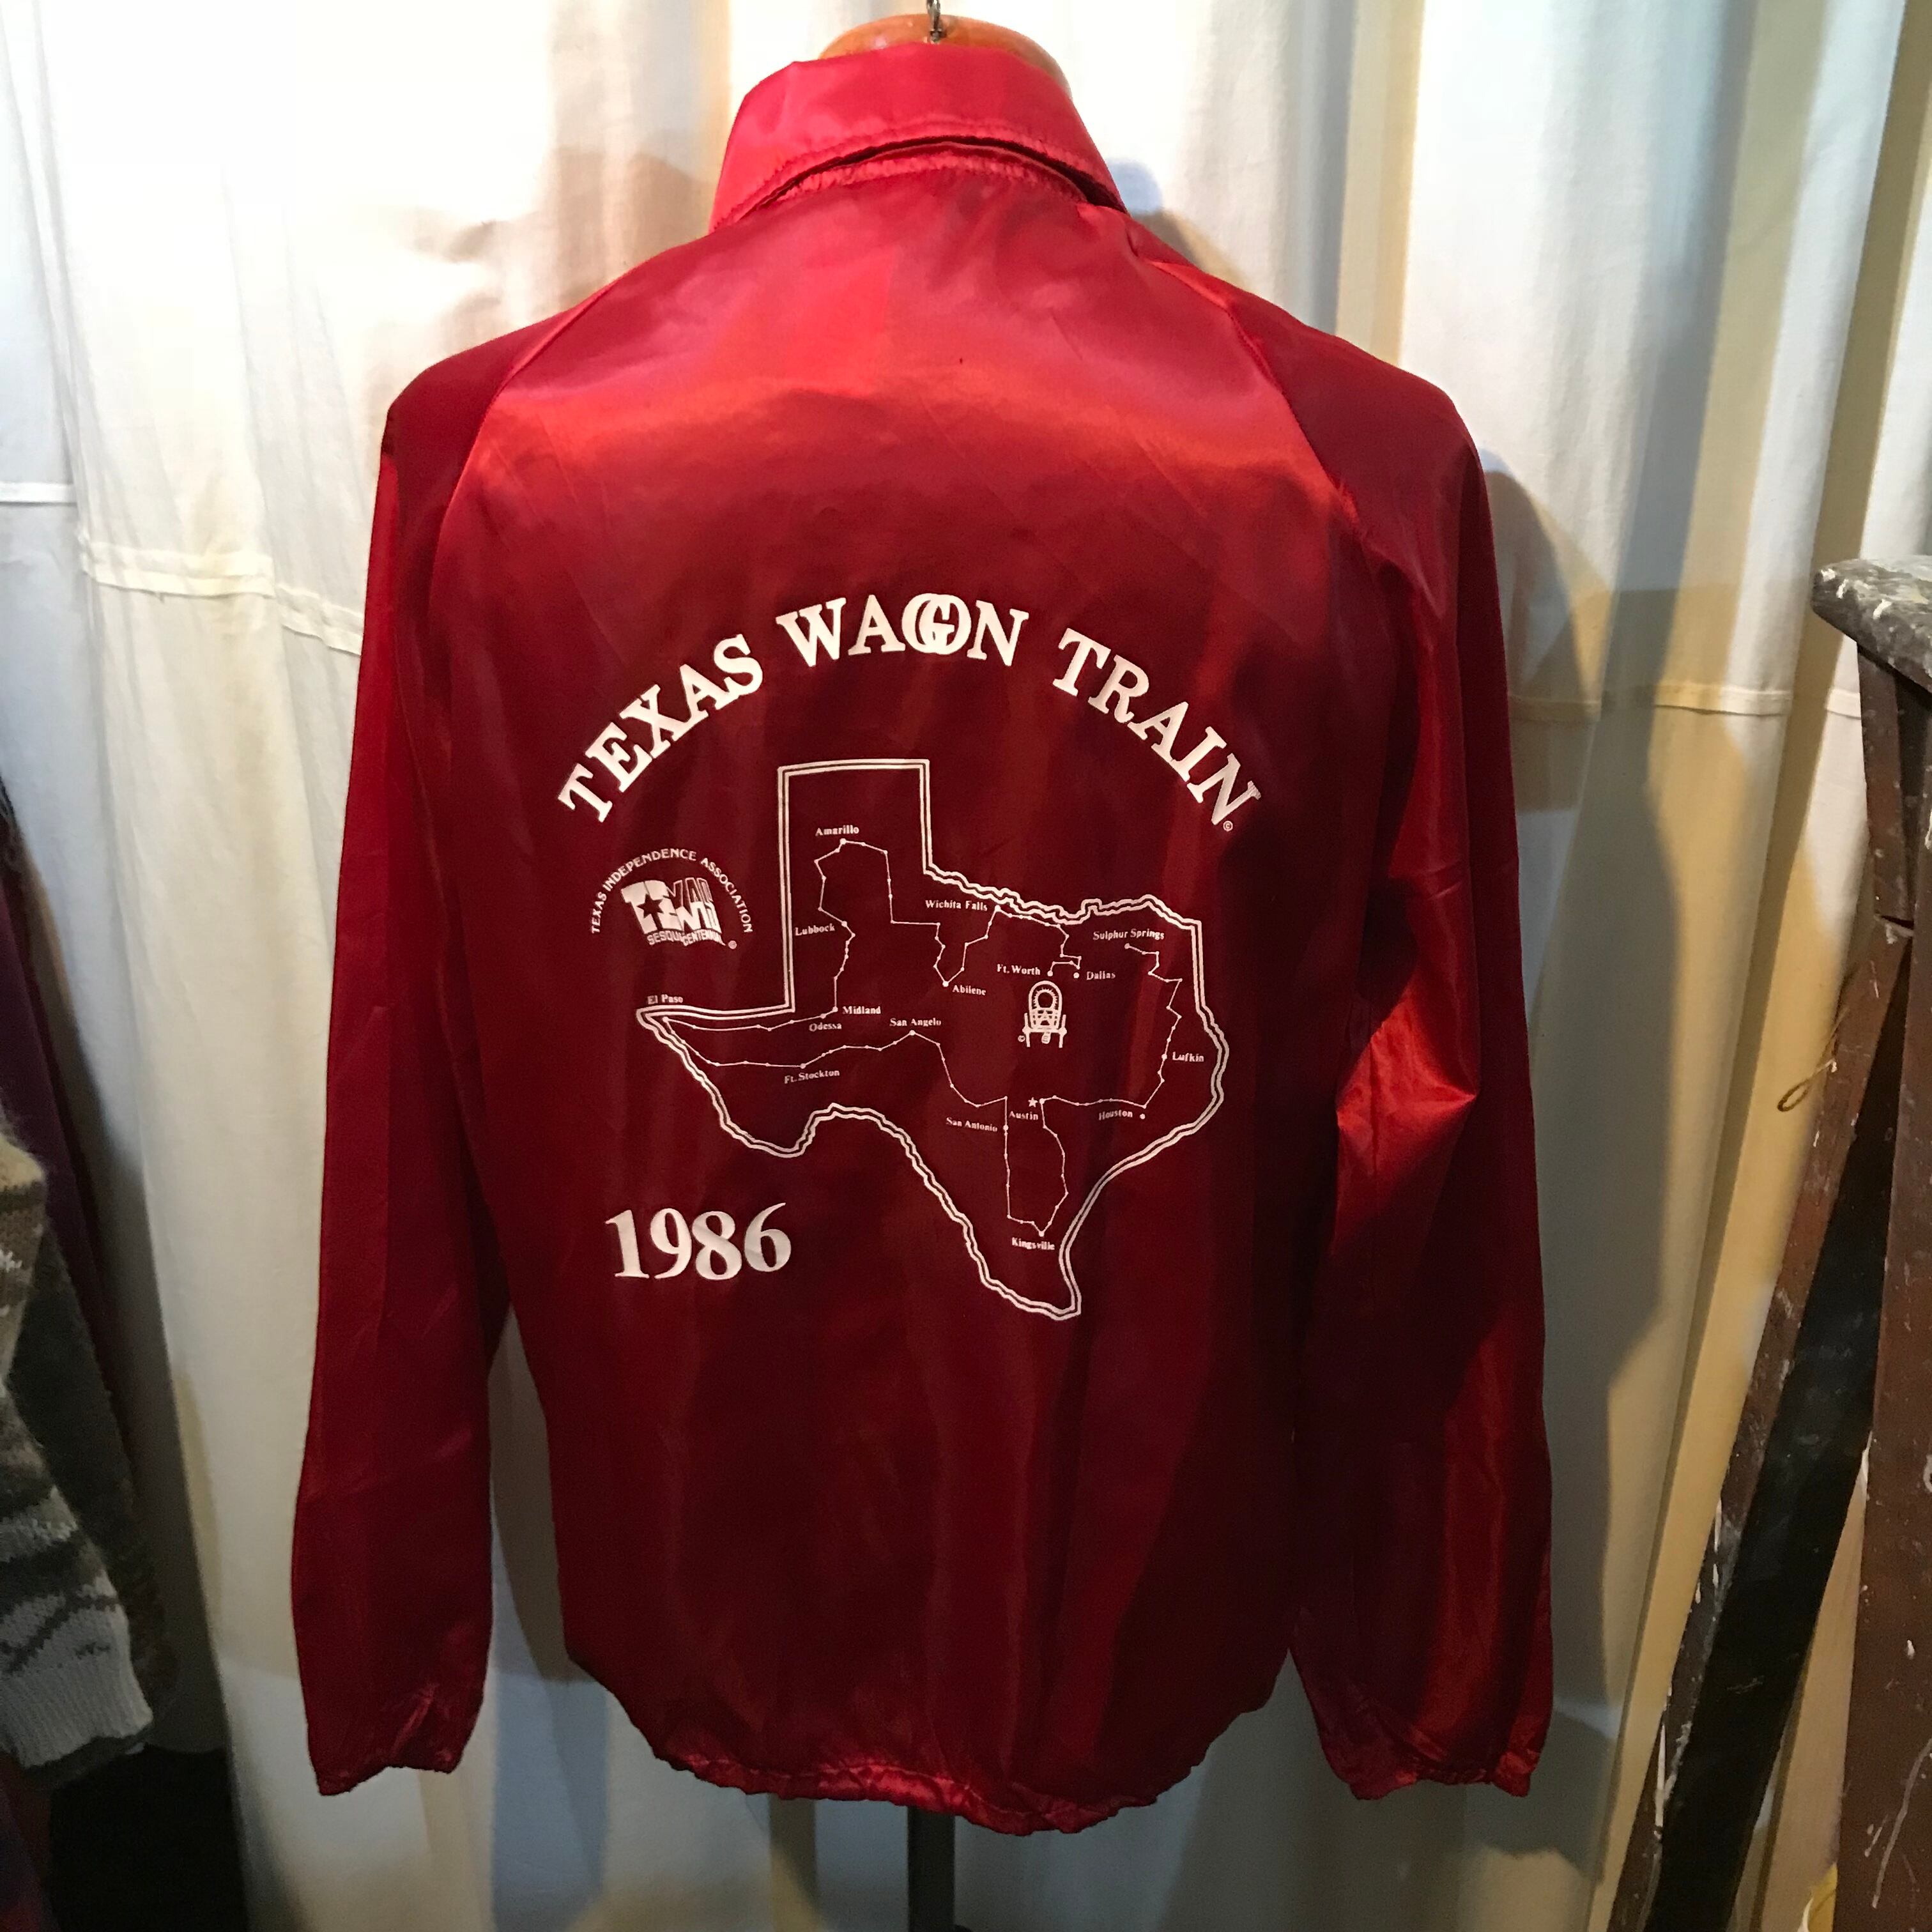 TEXAS WAGON TRAIN ©
TEXAS INDEPENDENCE ASSOCIATION
TEXAS
SESQUICENTENNIAL ®
Amarillo
Wichita Falls
Lubbock
Sulphur Springs
Ft. Worth
Dallas
Abilene
El Paso
Midland
Odessa
San Angelo
©
Lufkin
Ft. Stockton
Austin
Houston
San Antonio
Kingsville
1986